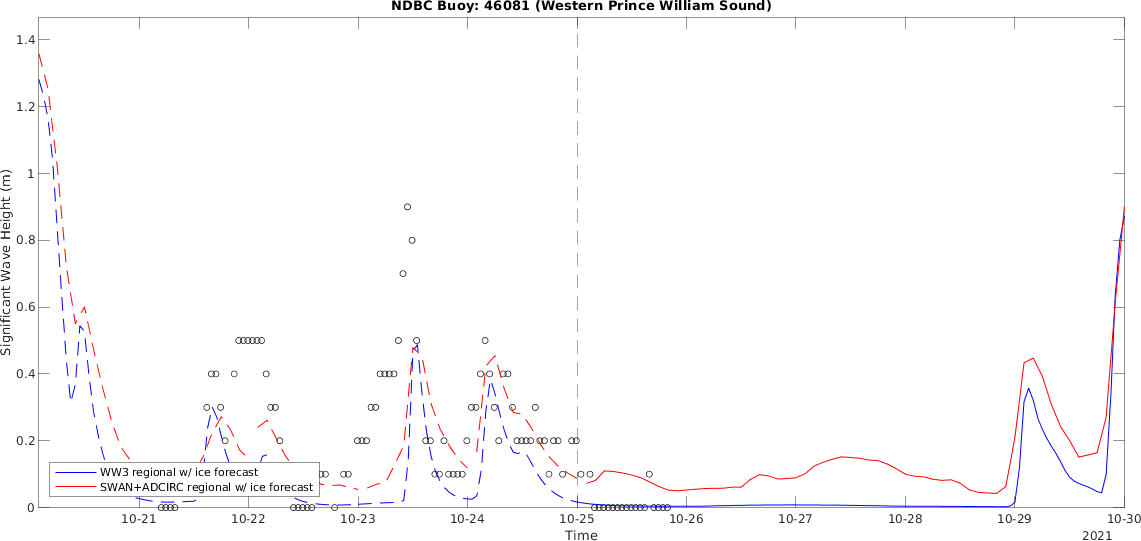 NDBC Buoy: 46081 (Western Prince William Sound)
Significant Wave Height (m)
1.4
1.2
1
0.8
0.6
0.4
0.2
0
WW3 regional w/ ice forecast
SWAN+ADCIRC regional w/ ice forecast
10-21 10-22 10-23 10-24 10-25 10-26 10-27 10-28 10-29 10-30
Time
2021